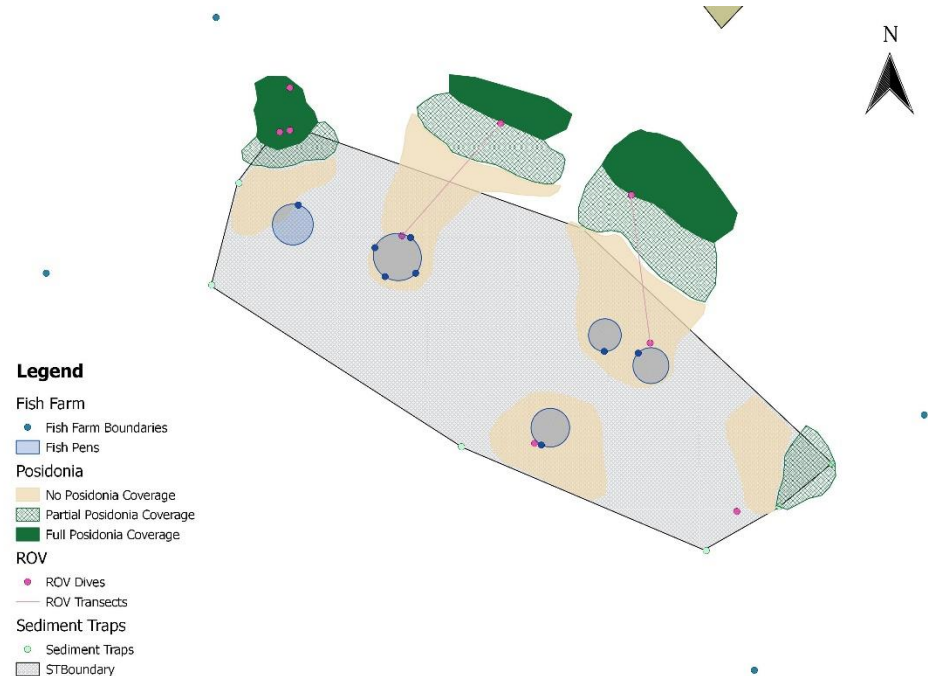 N
Legend
Fish Farm
Fish Farm Boundaries
Fish Pens
Posidonia
No Posidonia Coverage
Partial Posidonia Coverage
Full Posidonia Coverage
ROV
ROV Dives
ROV Transects
Sediment Traps
Sediment Traps
STBoundary